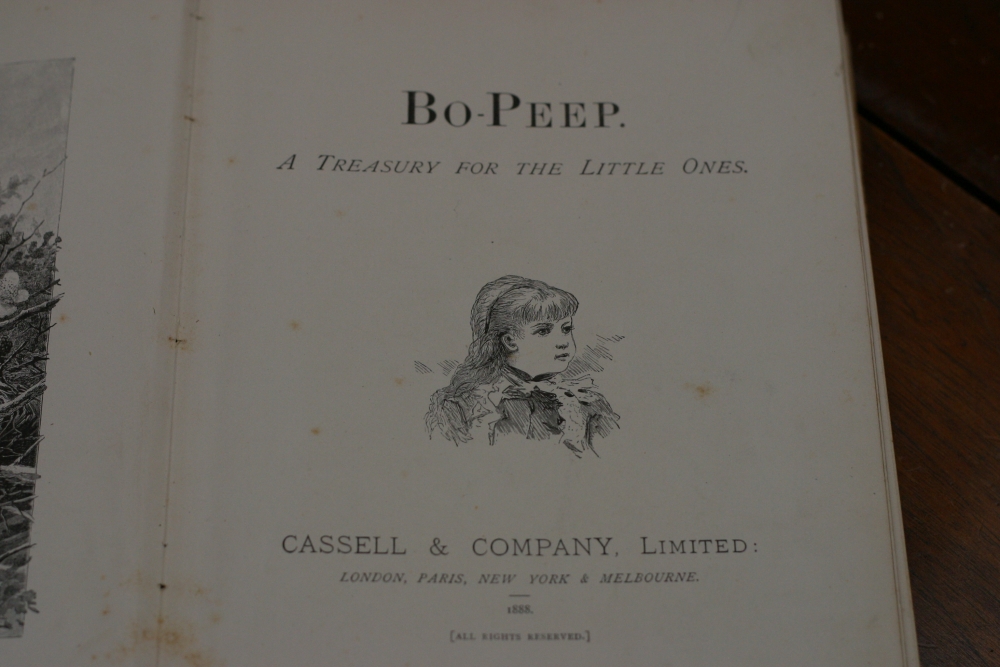 BO-PEEP.
A TREASURY FOR THE LITTLE ONES.
CASSELL & COMPANY, LIMITED:
LONDON, PARIS, NEW YORK & MELBOURNE.
1888.
[ALL RIGHTS RESERVED.]